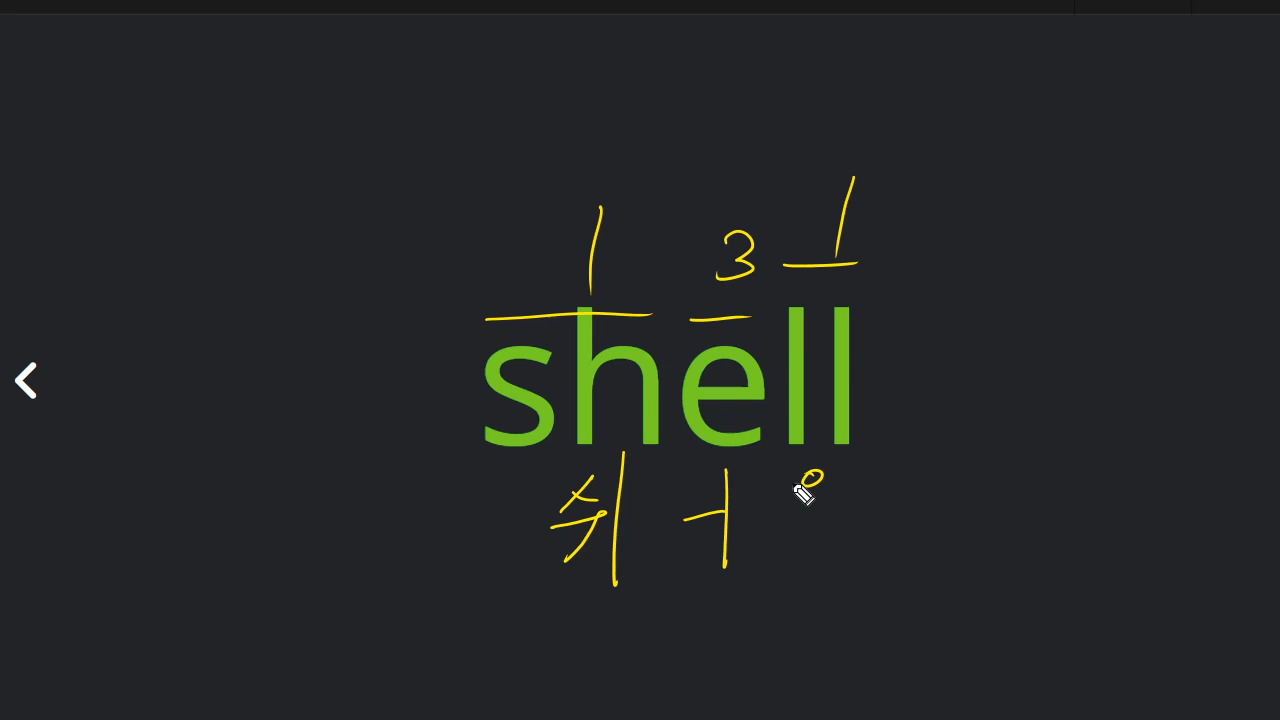 1 3 1
shell
쉬 ㅓ ㅇ